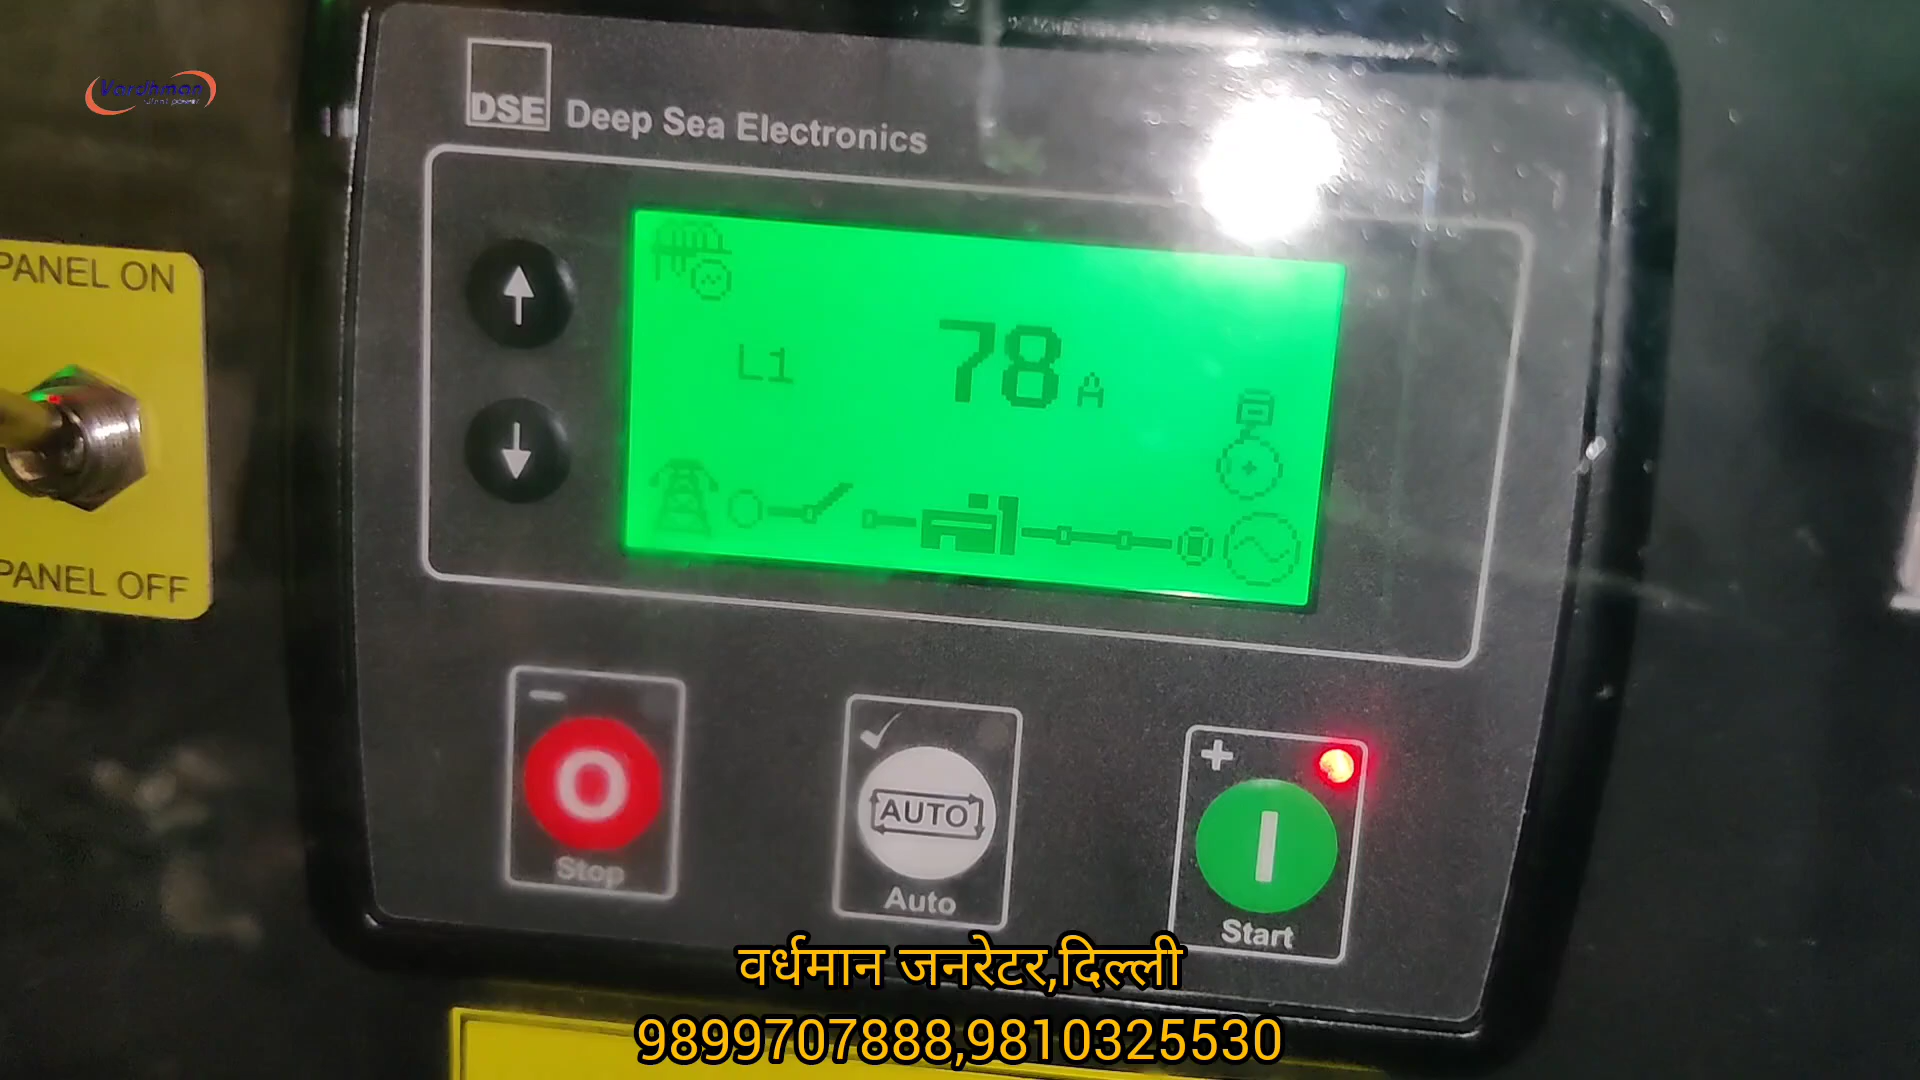 Vardhman
DSE Deep Sea Electronics
PANEL ON
L1 78 A
PANEL OFF
O
Stop
AUTO
Auto
I
Start
वर्धमान जनरेटर,दिल्ली
9899707888,9810325530